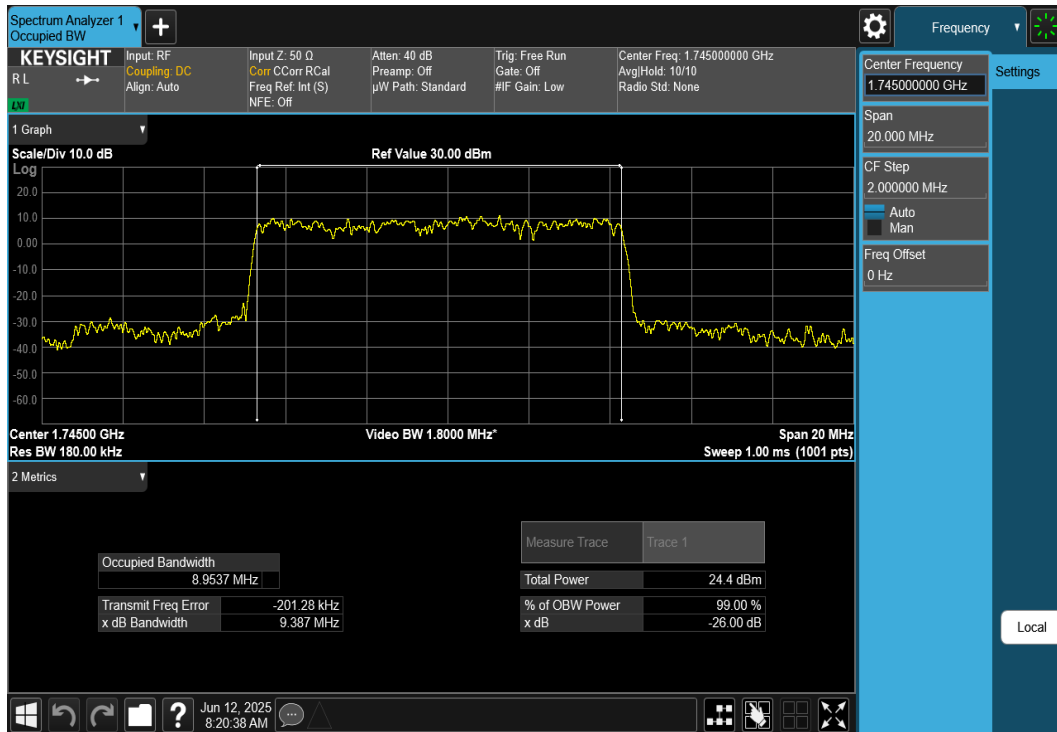 Spectrum Analyzer 1
Occupied BW
Frequency
KEYSIGHT
R L
LXI
Input: RF
Coupling: DC
Align: Auto
Input Z: 50 Ω
Corr CCorr RCal
Freq Ref: Int (S)
NFE: Off
Atten: 40 dB
Preamp: Off
µW Path: Standard
Trig: Free Run
Gate: Off
#IF Gain: Low
Center Freq: 1.745000000 GHz
Avg|Hold: 10/10
Radio Std: None
Center Frequency
1.745000000 GHz
Settings
Span
20.000 MHz
CF Step
2.000000 MHz
Auto
Man
Freq Offset
0 Hz
Local
1 Graph
Scale/Div 10.0 dB
Ref Value 30.00 dBm
Log
20.0
10.0
0.00
-10.0
-20.0
-30.0
-40.0
-50.0
-60.0
Center 1.74500 GHz
Video BW 1.8000 MHz*
Span 20 MHz
Res BW 180.00 kHz
Sweep 1.00 ms (1001 pts)
2 Metrics
Measure Trace Trace 1
Occupied Bandwidth
8.9537 MHz
Total Power 24.4 dBm
Transmit Freq Error -201.28 kHz
% of OBW Power 99.00 %
x dB Bandwidth 9.387 MHz
x dB -26.00 dB
Jun 12, 2025
8:20:38 AM